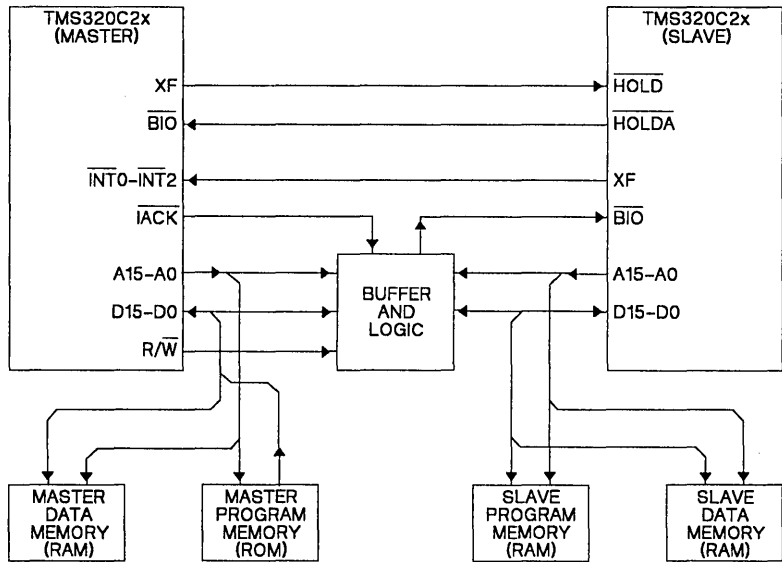 TMS320C2x
(MASTER)
TMS320C2x
(SLAVE)
XF
HOLD
BIO
HOLDA
INT0-INT2
XF
IACK
BIO
A15-A0
A15-A0
BUFFER
AND
LOGIC
D15-D0
D15-D0
R/W
MASTER
DATA
MEMORY
(RAM)
MASTER
PROGRAM
MEMORY
(ROM)
SLAVE
PROGRAM
MEMORY
(RAM)
SLAVE
DATA
MEMORY
(RAM)